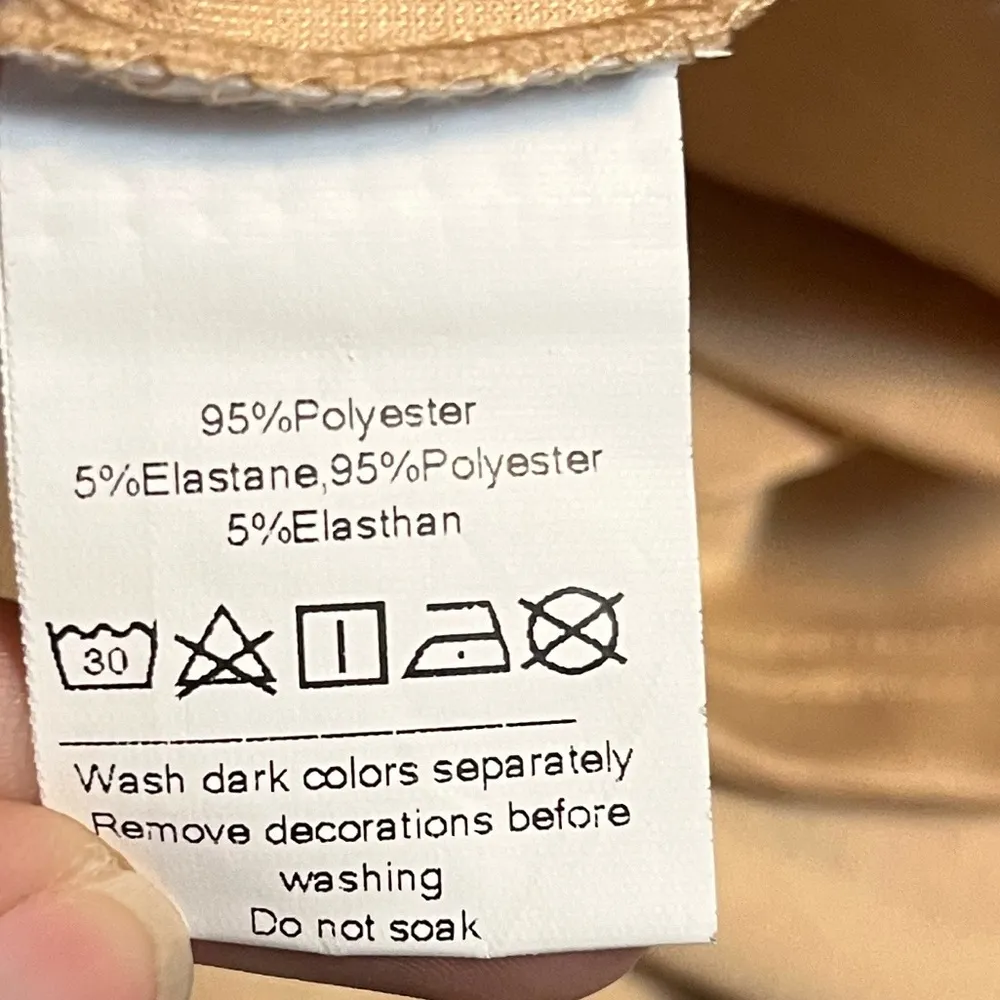 95%Polyester
5%Elastane,95%Polyester
5%Elasthan
30
Wash dark colors separately
Remove decorations before
washing
Do not soak